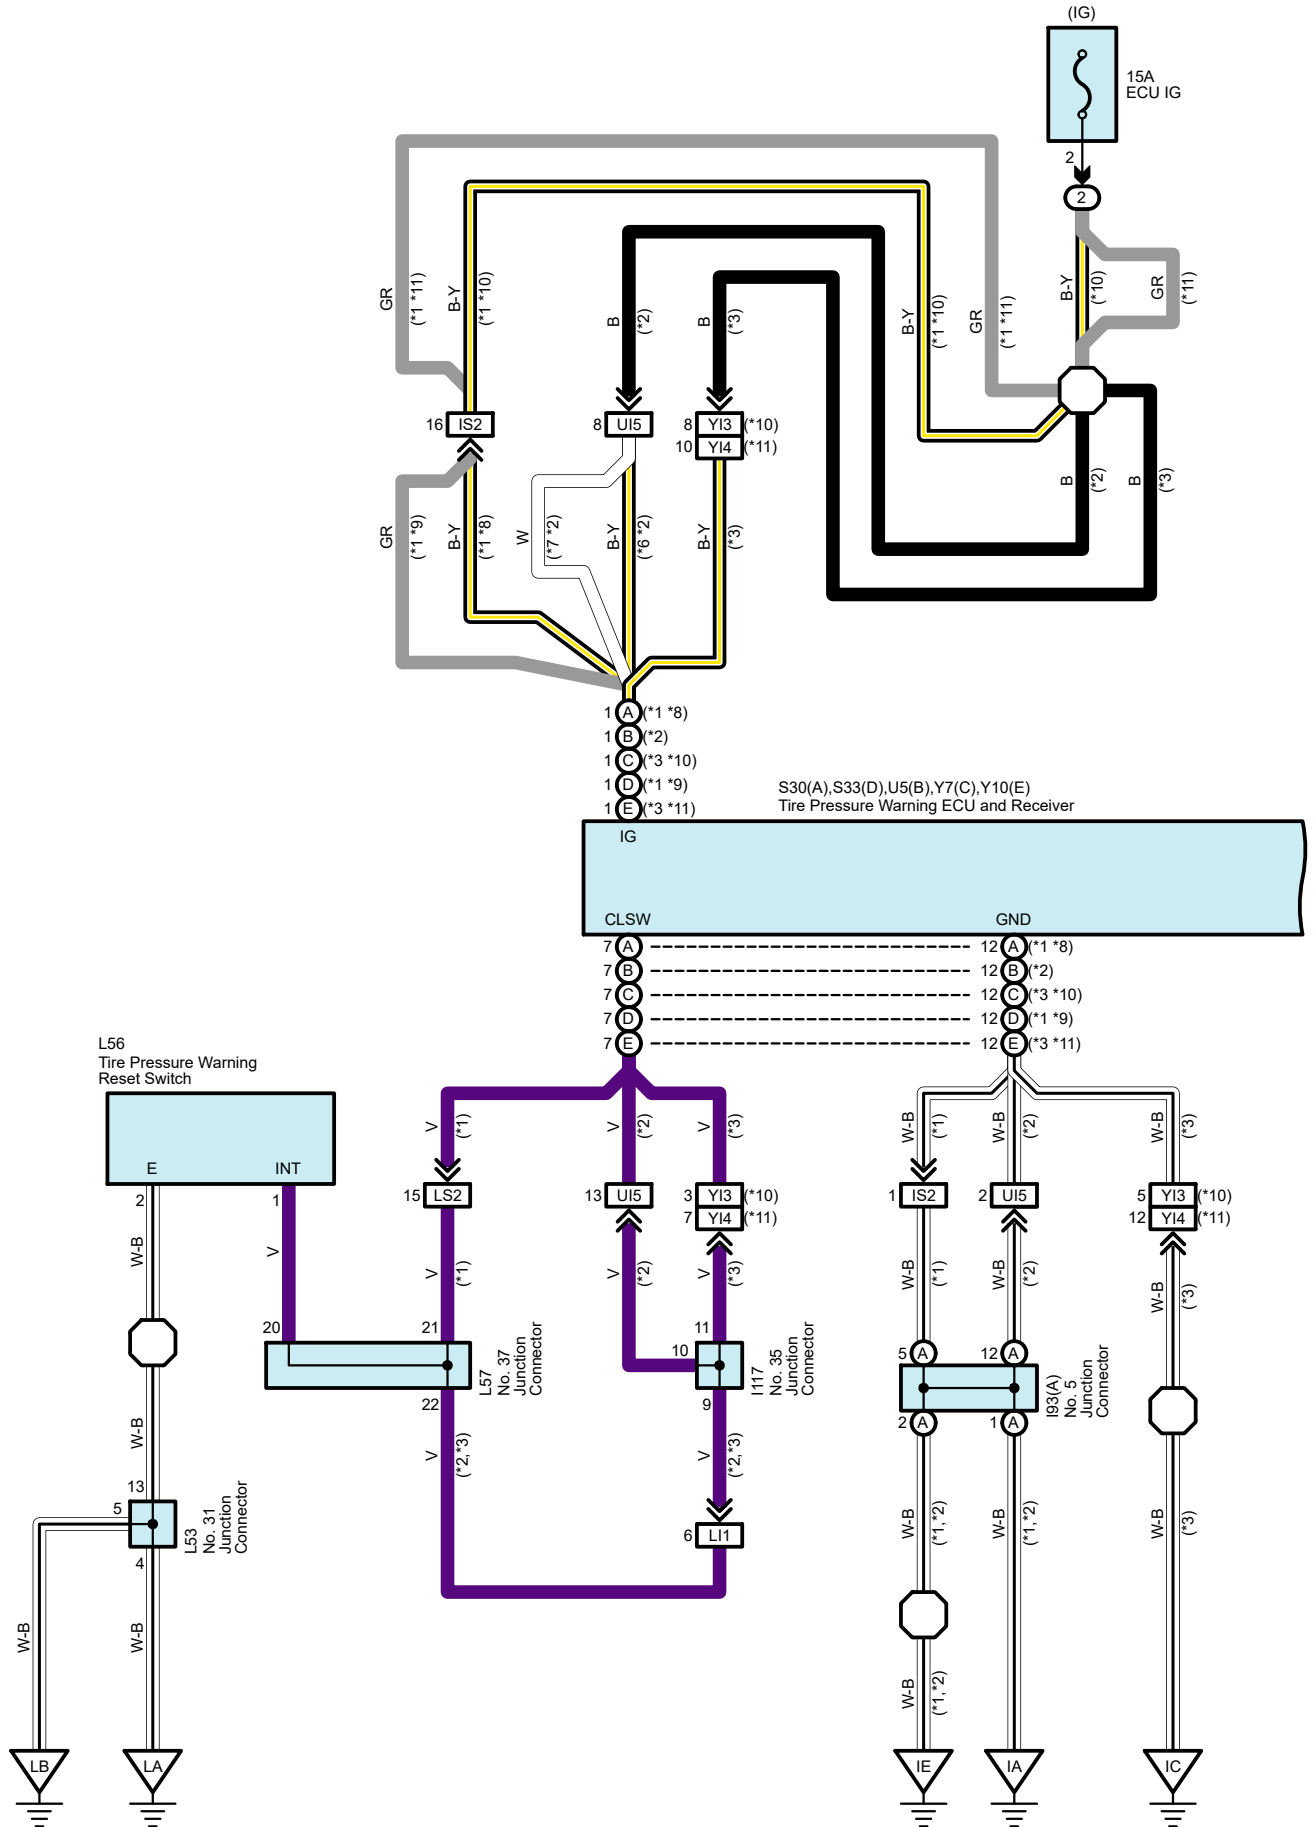 (IG)
15A
ECU IG
2
2
GR
(*1 *11)
B-Y
(*1 *10)
B
(*2)
B
(*3)
B-Y
(*1 *10)
GR
(*1 *11)
B-Y
(*10)
GR
(*11)
16 IS2
8 UI5
8 YI3 (*10)
10 YI4 (*11)
B
(*2)
B
(*3)
GR
(*1 *9)
B-Y
(*1 *8)
W
(*7 *2)
B-Y
(*6 *2)
B-Y
(*3)
1 A (*1 *8)
1 B (*2)
1 C (*3 *10)
1 D (*1 *9)
1 E (*3 *11)
S30(A),S33(D),U5(B),Y7(C),Y10(E)
Tire Pressure Warning ECU and Receiver
IG
CLSW
GND
7 A 12 A (*1 *8)
7 B 12 B (*2)
7 C 12 C (*3 *10)
7 D 12 D (*1 *9)
7 E 12 E (*3 *11)
L56
Tire Pressure Warning
Reset Switch
E
INT
2
1
V
(*1)
V
(*2)
V
(*3)
W-B
(*1)
W-B
(*2)
W-B
(*3)
15 LS2
13 UI5
3 YI3 (*10)
7 YI4 (*11)
1 IS2
2 UI5
5 YI3 (*10)
12 YI4 (*11)
W-B
V
V
(*1)
V
(*2)
V
(*3)
W-B
(*1)
W-B
(*2)
W-B
(*3)
20
21
22
L57
No. 37
Junction
Connector
11
10
9
I117
No. 35
Junction
Connector
5 A
12 A
2 A
1 A
I93(A)
No. 5
Junction
Connector
W-B
V
(*2,*3)
V
(*2,*3)
13
5
4
L53
No. 31
Junction
Connector
6 LI1
W-B
(*1,*2)
W-B
(*1,*2)
W-B
(*3)
W-B
W-B
W-B
(*1,*2)
LB
LA
IE
IA
IC